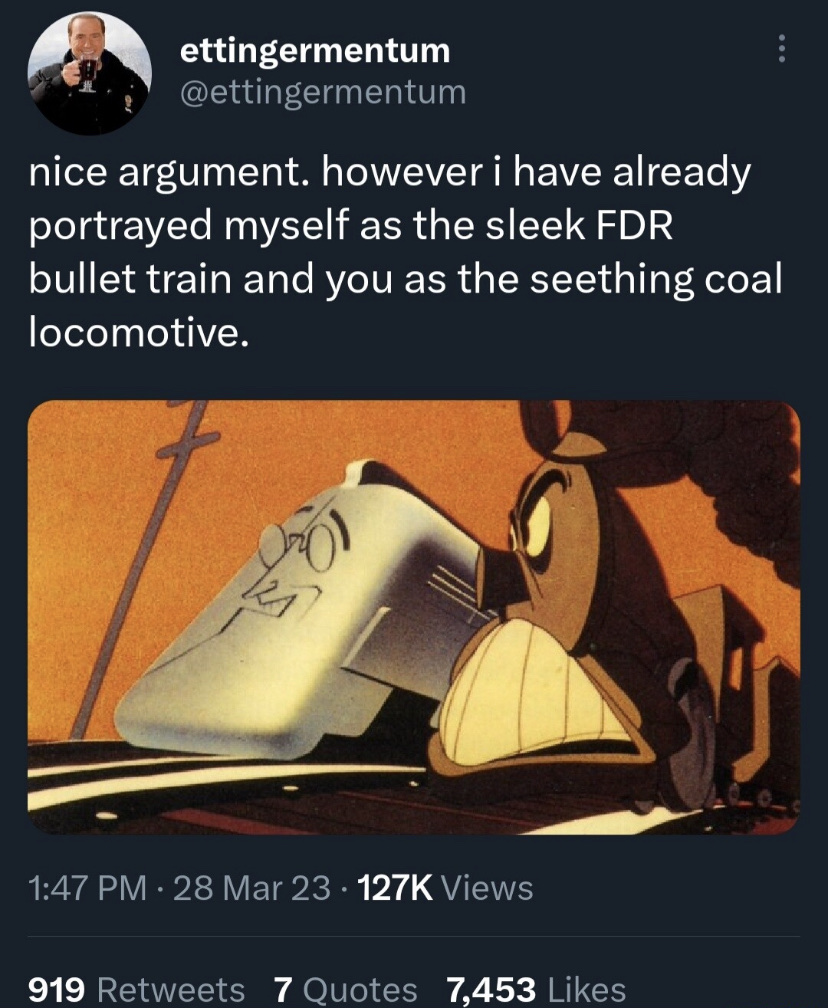 ettingermentum
@ettingermentum
nice argument. however i have already
portrayed myself as the sleek FDR
bullet train and you as the seething coal
locomotive.
1:47 PM · 28 Mar 23 · 127K Views
919 Retweets 7 Quotes 7,453 Likes